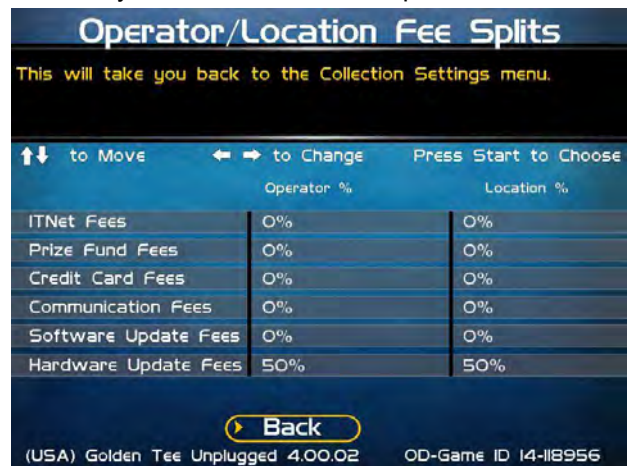 Operator/Location Fee Splits
This will take you back to the Collection Settings menu.
to Move to Change Press Start to Choose
Operator % Location %
ITNet Fees 0% 0%
Prize Fund Fees 0% 0%
Credit Card Fees 0% 0%
Communication Fees 0% 0%
Software Update Fees 0% 0%
Hardware Update Fees 50% 50%
Back
(USA) Golden Tee Unplugged 4.00.02 OD-Game ID 14-118956